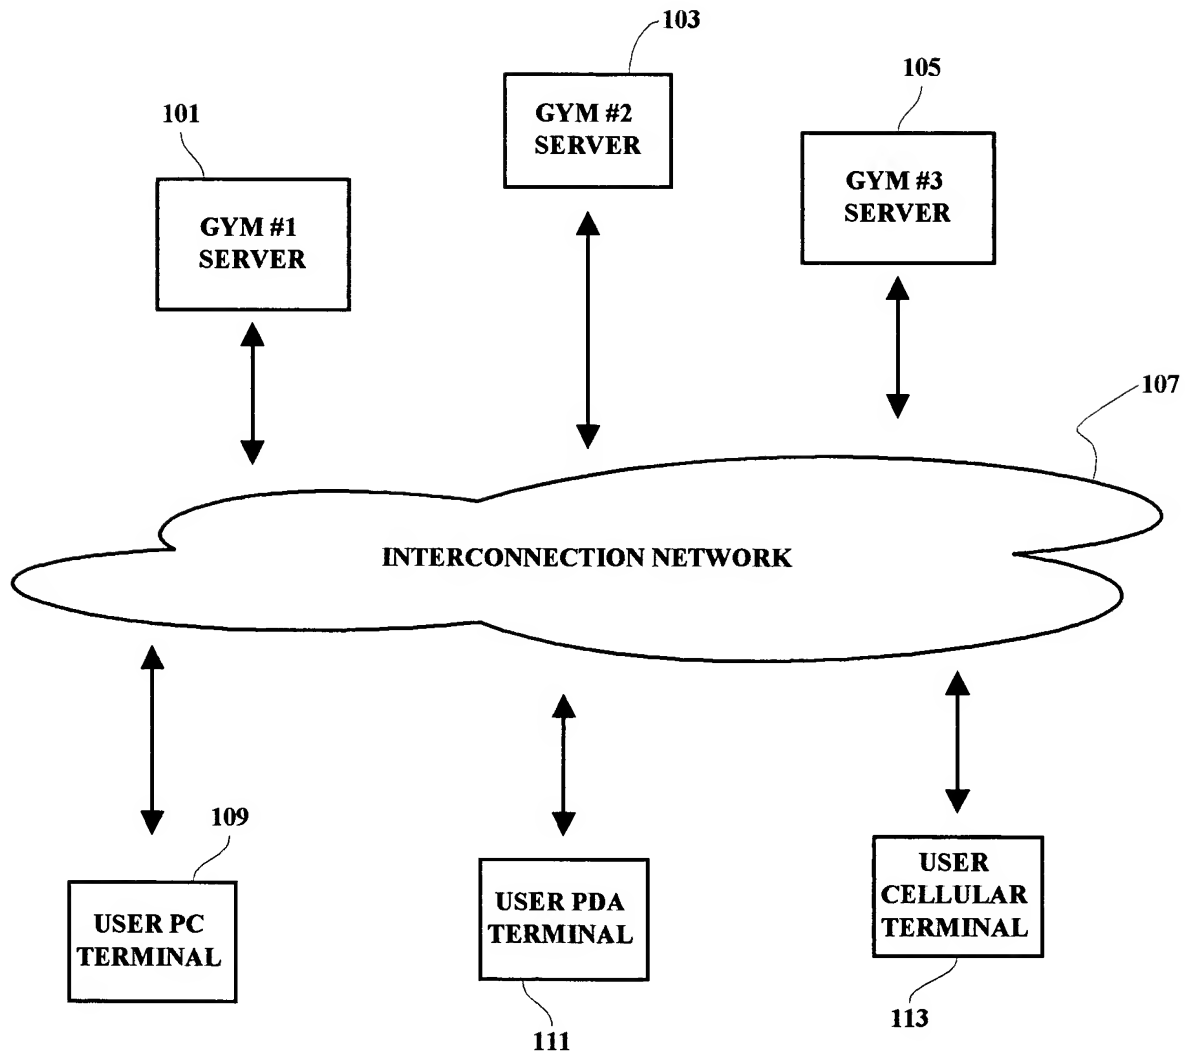 103
105
101
GYM #2
SERVER
GYM #3
SERVER
GYM #1
SERVER
107
INTERCONNECTION NETWORK
109
USER PC
TERMINAL
USER PDA
TERMINAL
USER
CELLULAR
TERMINAL
111
113